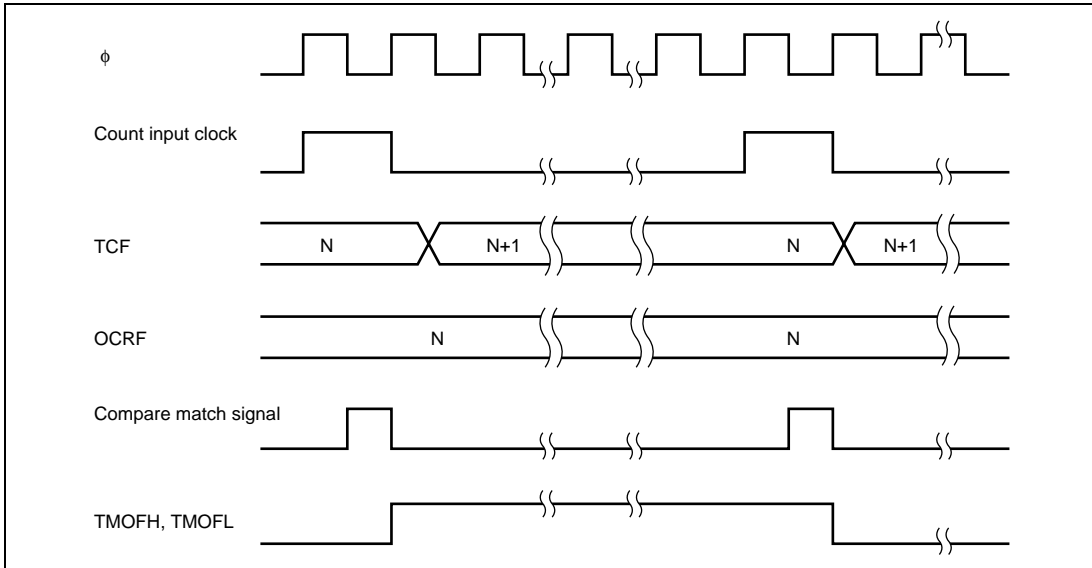 ϕ
Count input clock
TCF N N+1 N N+1
OCRF N N
Compare match signal
TMOFH, TMOFL